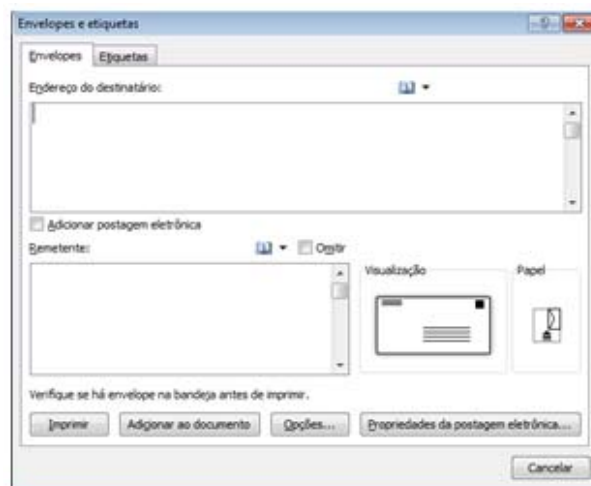 Envelopes e etiquetas
Envelopes Etiquetas
Endereço do destinatário:
Adicionar postagem eletrônica
Remetente: Omitir
Visualização Papel
Verifique se há envelope na bandeja antes de imprimir.
Imprimir Adicionar ao documento Opções... Propriedades da postagem eletrônica...
Cancelar